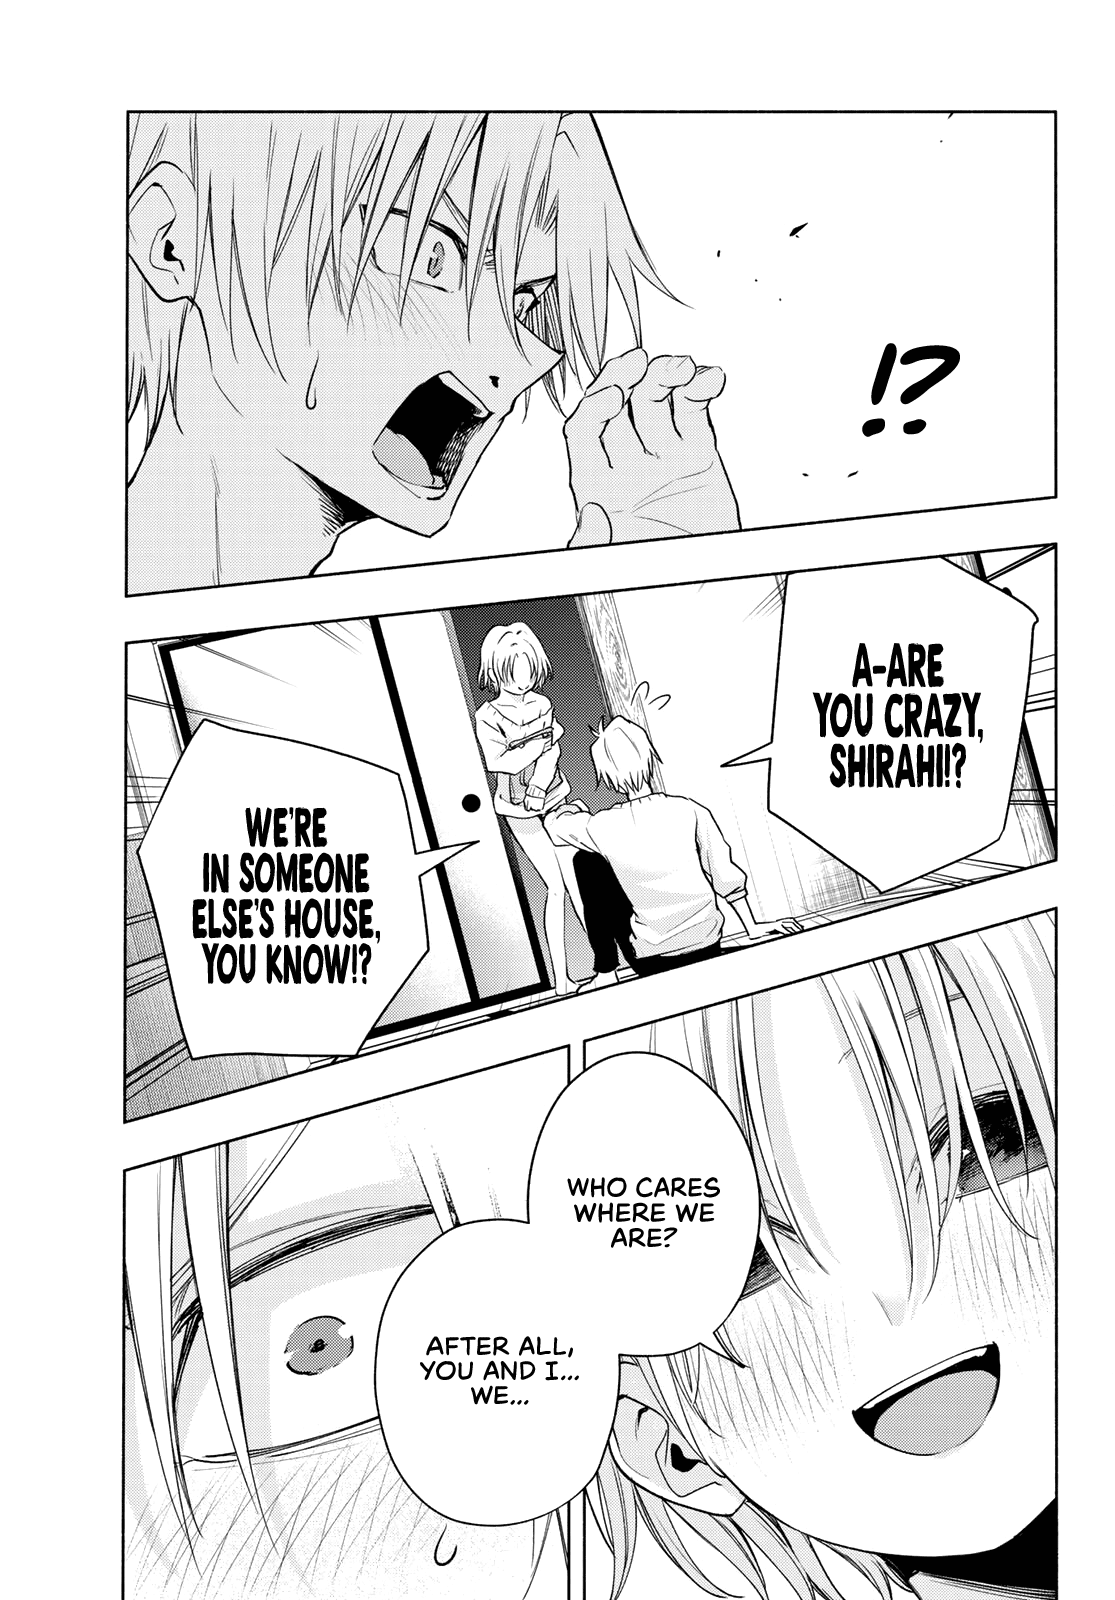 !?
A-ARE
YOU CRAZY,
SHIRAHI!!?
WE'RE
IN SOMEONE
ELSE'S HOUSE,
YOU KNOW!?
WHO CARES
WHERE WE
ARE?
AFTER ALL,
YOU AND I...
WE...